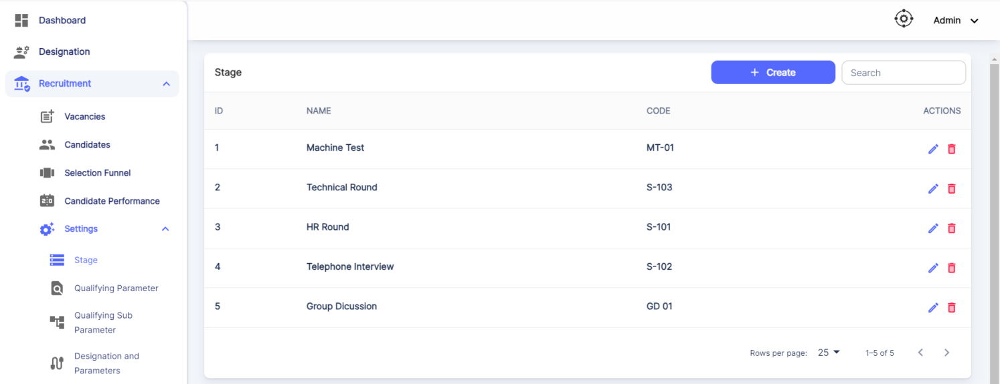 Dashboard
Designation
Recruitment
Vacancies
Candidates
Selection Funnel
Candidate Performance
Settings
Stage
Qualifying Parameter
Qualifying Sub
Parameter
Designation and
Parameters
Admin
Stage
+ Create
Search
ID NAME CODE ACTIONS
1 Machine Test MT-01
2 Technical Round S-103
3 HR Round S-101
4 Telephone Interview S-102
5 Group Dicussion GD 01
Rows per page: 25 1–5 of 5